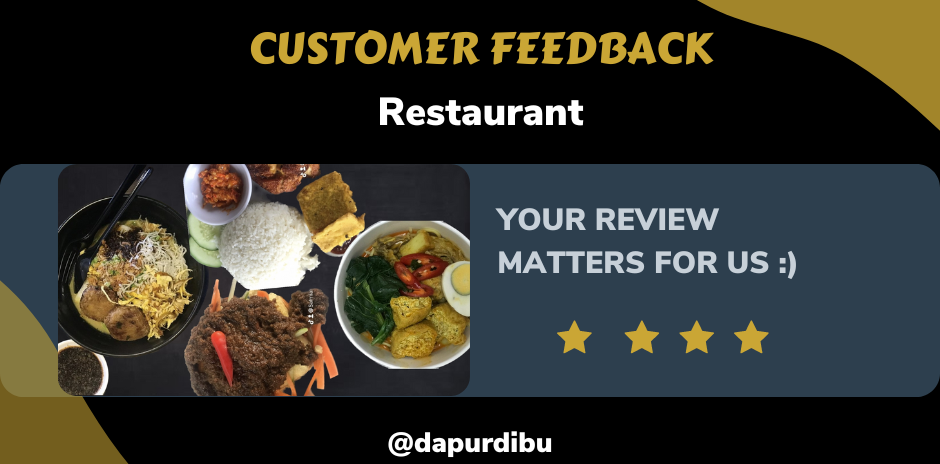 CUSTOMER FEEDBACK
Restaurant
YOUR REVIEW
MATTERS FOR US :)
@dapurdibu